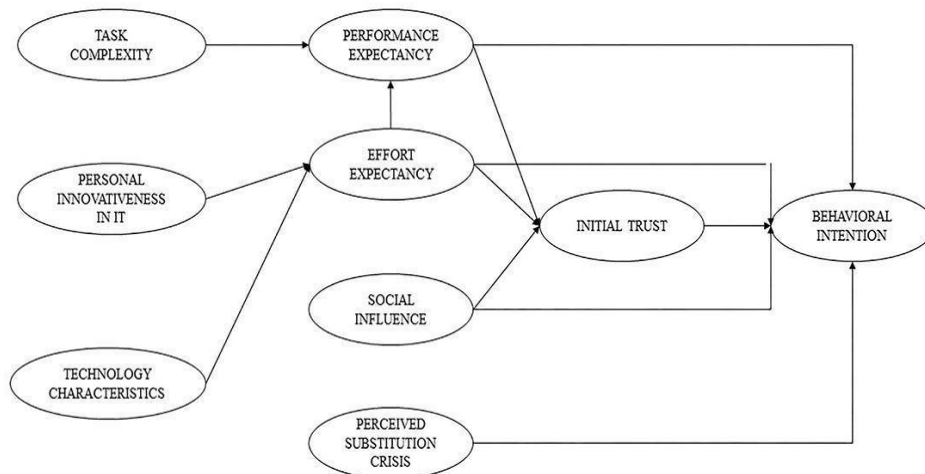 TASK
COMPLEXITY
PERFORMANCE
EXPECTANCY
PERSONAL
INNOVATIVENESS
IN IT
EFFORT
EXPECTANCY
INITIAL TRUST
BEHAVIORAL
INTENTION
SOCIAL
INFLUENCE
TECHNOLOGY
CHARACTERISTICS
PERCEIVED
SUBSTITUTION
CRISIS